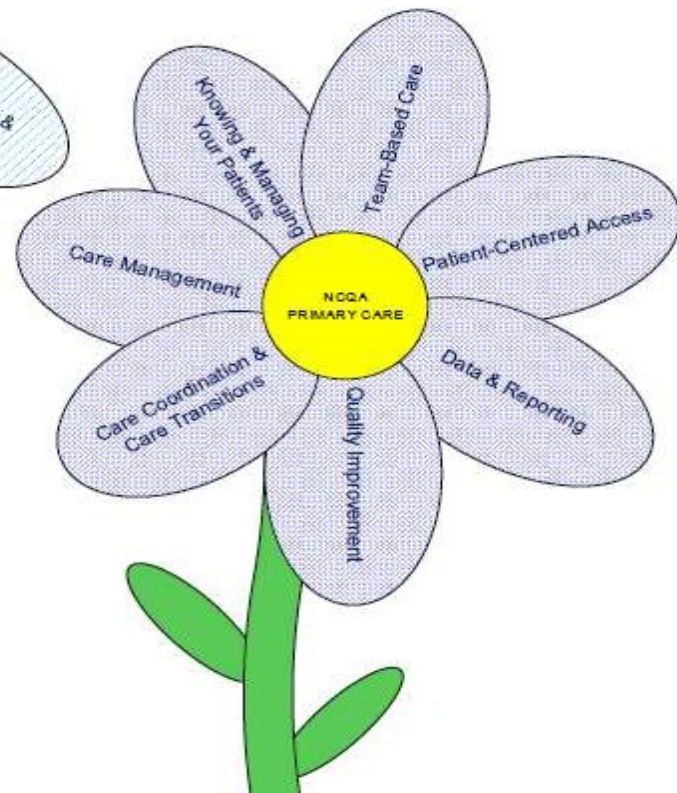 &
Knowing & Managing
Your Patients
Team-Based Care
Patient-Centered Access
Care Management
NCQA
PRIMARY CARE
Data & Reporting
Care Coordination &
Care Transitions
Quality Improvement